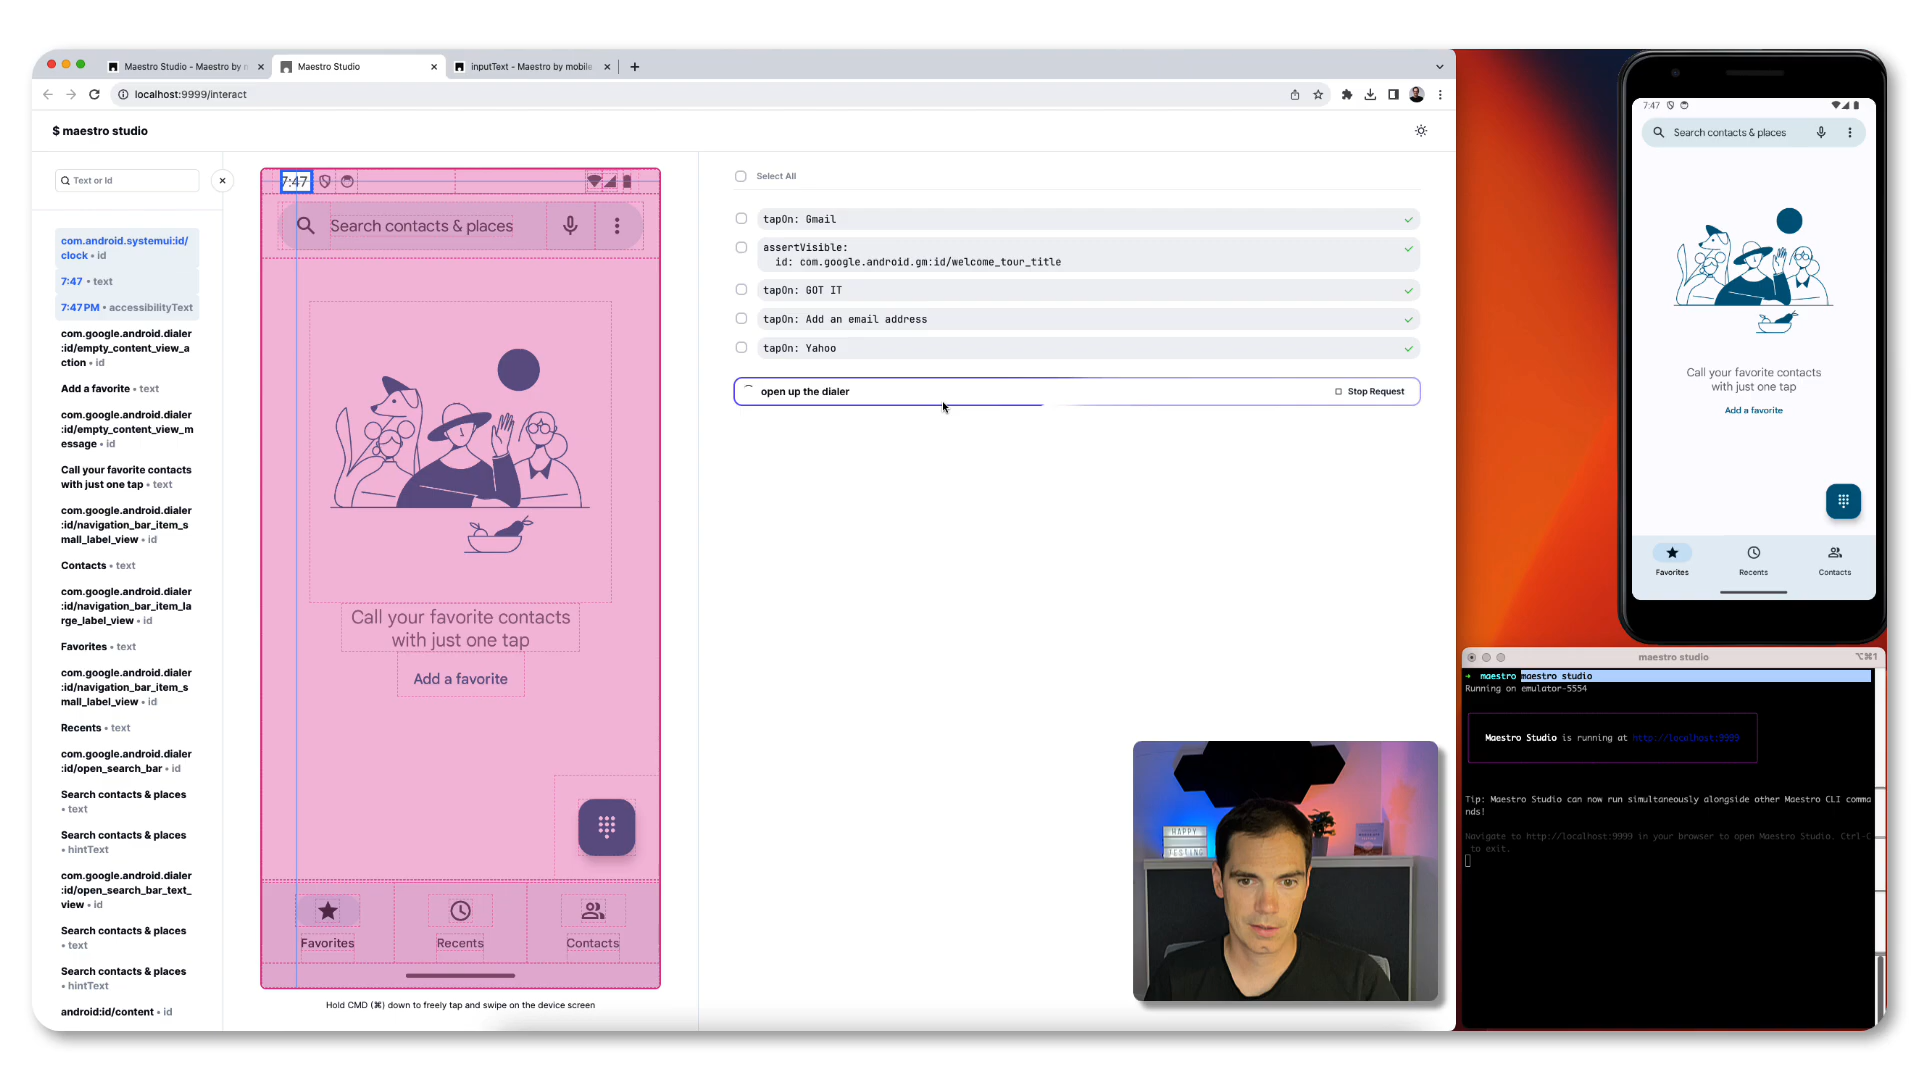 Maestro Studio - Maestro by
Maestro Studio
inputText - Maestro by mobile
localhost:9999/interact
$ maestro studio
Text or Id
com.android.systemui:id/
clock • id
7:47 • text
7:47 PM • accessibilityText
com.google.android.dialer
:id/empty_content_view_a
ction • id
Add a favorite • text
com.google.android.dialer
:id/empty_content_view_m
essage • id
Call your favorite contacts
with just one tap • text
com.google.android.dialer
:id/navigation_bar_item_s
mall_label_view • id
Contacts • text
com.google.android.dialer
:id/navigation_bar_item_la
rge_label_view • id
Favorites • text
com.google.android.dialer
:id/navigation_bar_item_s
mall_label_view • id
Recents • text
com.google.android.dialer
:id/open_search_bar • id
Search contacts & places
• text
Search contacts & places
• hintText
com.google.android.dialer
:id/open_search_bar_text_
view • id
Search contacts & places
• text
Search contacts & places
• hintText
android:id/content • id
7:47
Search contacts & places
Call your favorite contacts
with just one tap
Add a favorite
Favorites
Recents
Contacts
Hold CMD (⌘) down to freely tap and swipe on the device screen
Select All
tapOn: Gmail
assertVisible:
id: com.google.android.gm:id/welcome_tour_title
tapOn: GOT IT
tapOn: Add an email address
tapOn: Yahoo
open up the dialer
Stop Request
HAPPY
TESTING
7:47
Search contacts & places
Call your favorite contacts
with just one tap
Add a favorite
Favorites
Recents
Contacts
maestro studio
⌥⌘1
→ maestro maestro studio
Running on emulator-5554
Maestro Studio is running at http://localhost:9999
Tip: Maestro Studio can now run simultaneously alongside other Maestro CLI comma
nds!
Navigate to http://localhost:9999 in your browser to open Maestro Studio. Ctrl-C
to exit.